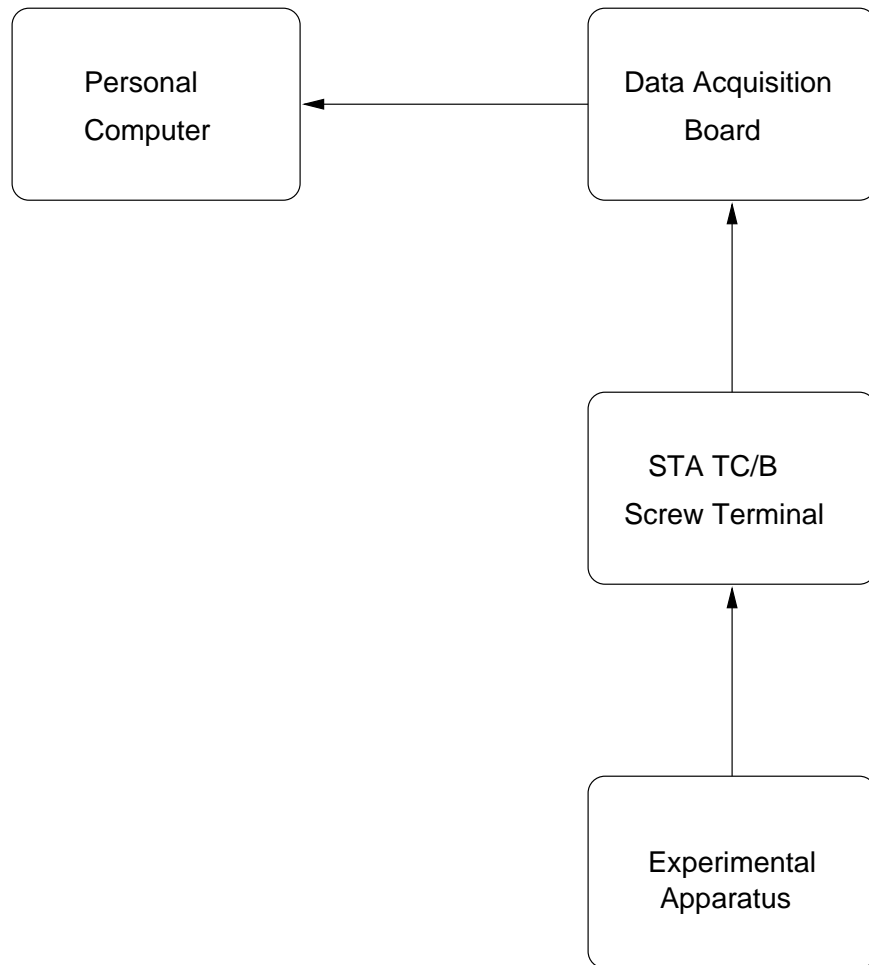 Personal
Computer
Data Acquisition
Board
STA TC/B
Screw Terminal
Experimental
Apparatus